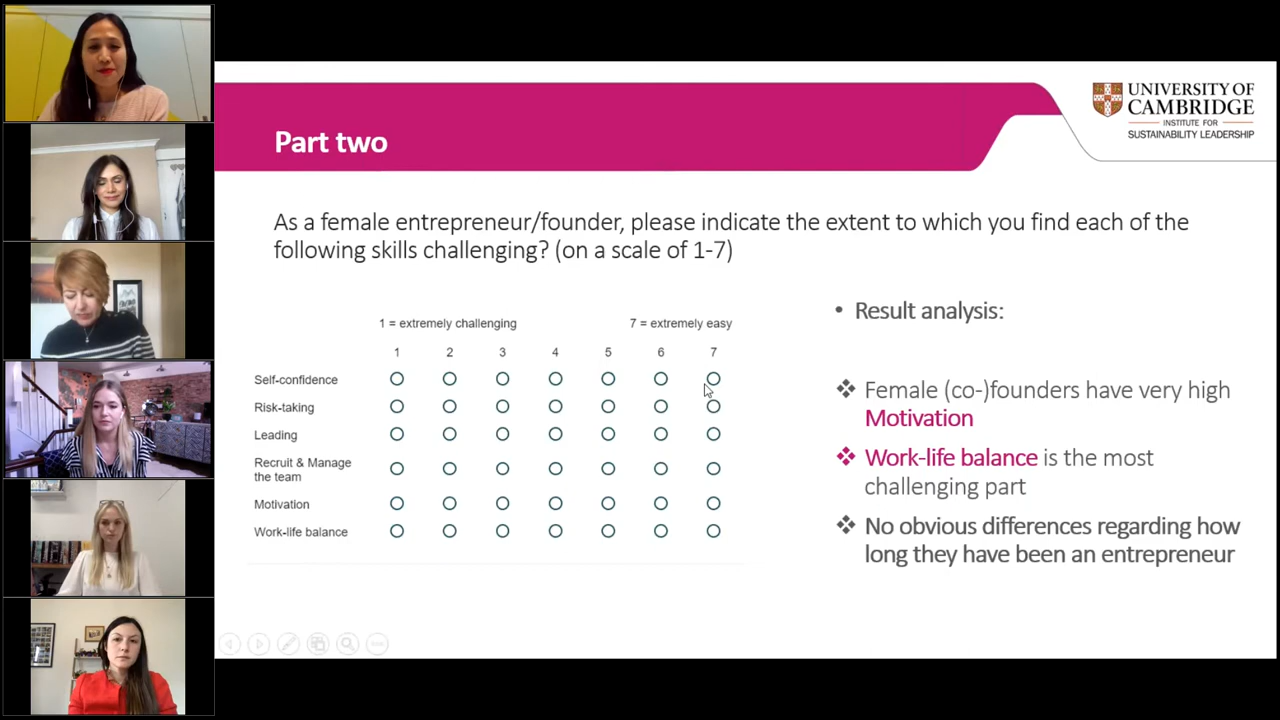 Part two
UNIVERSITY OF
CAMBRIDGE
INSTITUTE FOR
SUSTAINABILITY LEADERSHIP
As a female entrepreneur/founder, please indicate the extent to which you find each of the
following skills challenging? (on a scale of 1-7)
1 = extremely challenging 7 = extremely easy
1 2 3 4 5 6 7
Self-confidence
Risk-taking
Leading
Recruit & Manage
the team
Motivation
Work-life balance
• Result analysis:
❖ Female (co-)founders have very high
Motivation
❖ Work-life balance is the most
challenging part
❖ No obvious differences regarding how
long they have been an entrepreneur